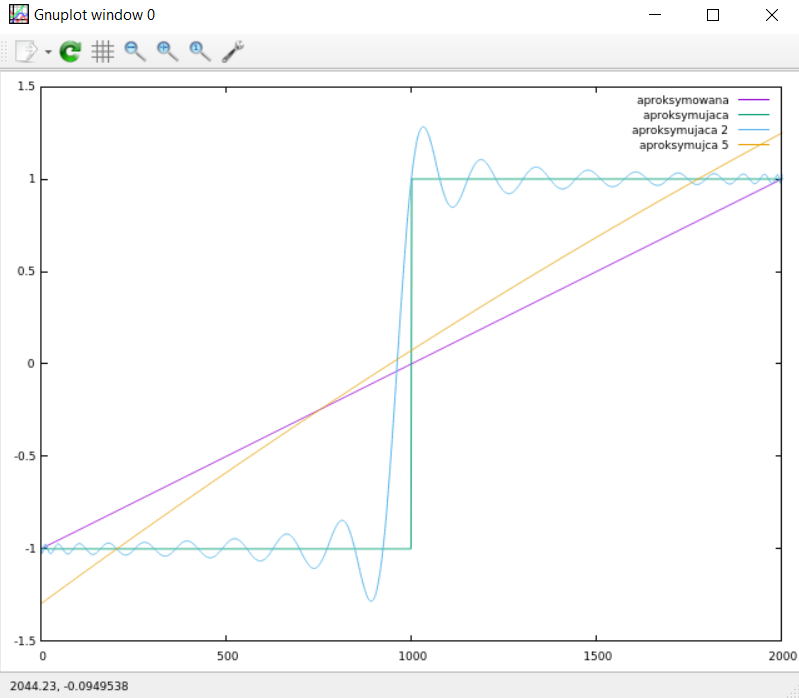 Gnuplot window 0
1.5
1
0.5
0
-0.5
-1
-1.5
aproksymowana
aproksymujaca
aproksymujaca 2
aproksymujca 5
0 500 1000 1500 2000
2044.23, -0.0949538